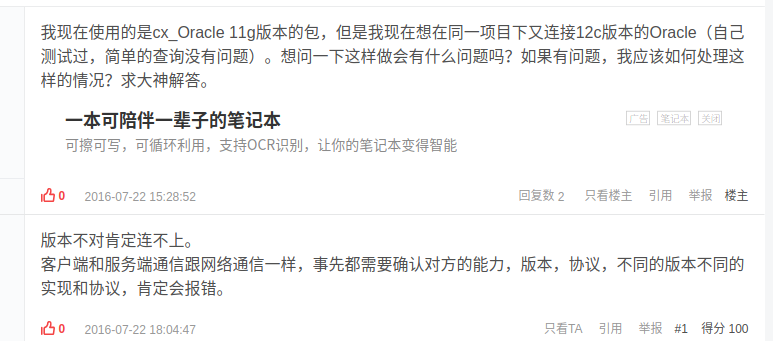 我现在使用的是cx_Oracle 11g版本的包，但是我现在想在同一项目下又连接12c版本的Oracle（自己
测试过，简单的查询没有问题）。想问一下这样做会有什么问题吗？如果有问题，我应该如何处理这
样的情况？求大神解答。
一本可陪伴一辈子的笔记本
广告 笔记本 关闭
可擦可写，可循环利用，支持OCR识别，让你的笔记本变得智能
0 2016-07-22 15:28:52 回复数 2 只看楼主 引用 举报 楼主
版本不对肯定连不上。
客户端和服务端通信跟网络通信一样，事先都需要确认对方的能力，版本，协议，不同的版本不同的
实现和协议，肯定会报错。
0 2016-07-22 18:04:47 只看TA 引用 举报 #1 得分 100